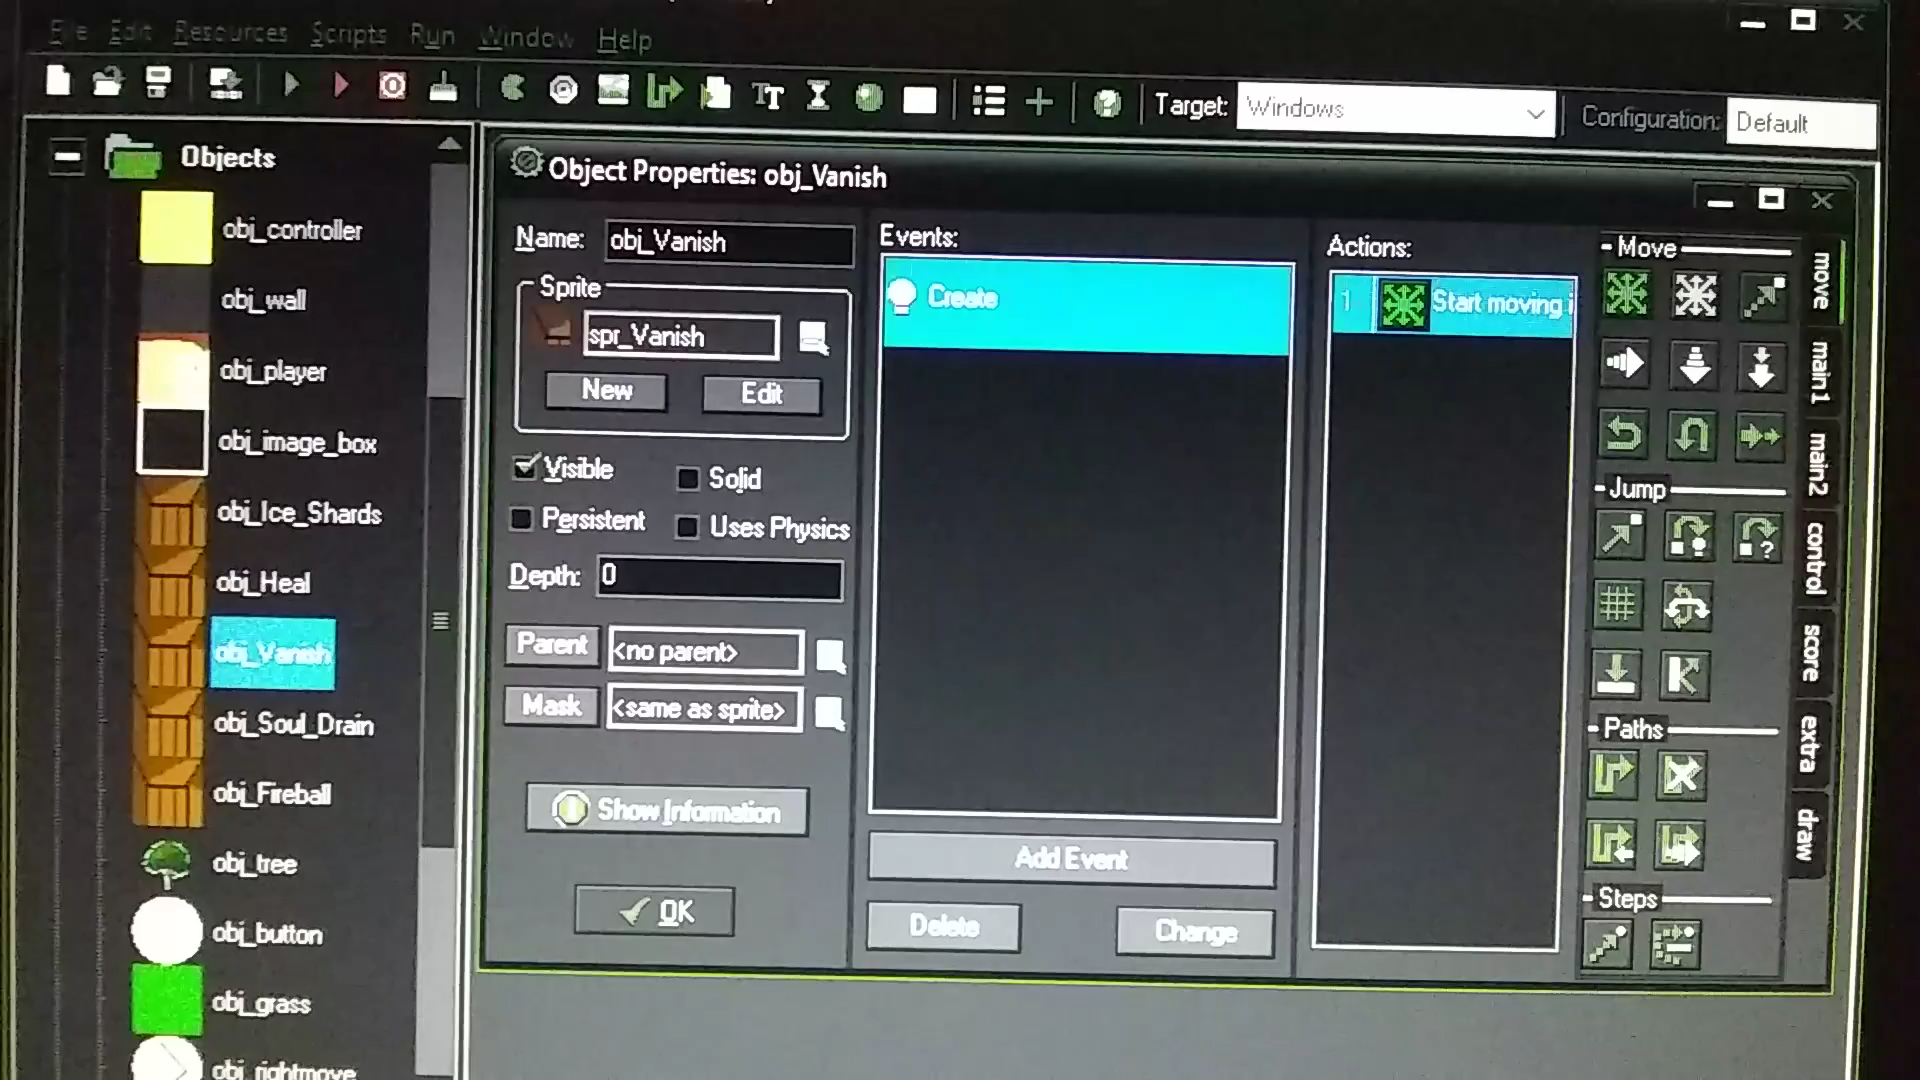 File Edit Resources Scripts Run Window Help
Target: Windows Configuration: Default
Objects
obj_controller
obj_wall
obj_player
obj_image_box
obj_Ice_Shards
obj_Heal
obj_Vanish
obj_Soul_Drain
obj_Fireball
obj_tree
obj_button
obj_grass
obj_rightmove
Object Properties: obj_Vanish
Name: obj_Vanish
Sprite
spr_Vanish
New Edit
Visible Solid
Persistent Uses Physics
Depth: 0
Parent <no parent>
Mask <same as sprite>
Show Information
OK
Events:
Create
Add Event
Delete Change
Actions:
1 Start moving i
Move
Jump
?
Paths
Steps
move
main1
main2
control
score
extra
draw